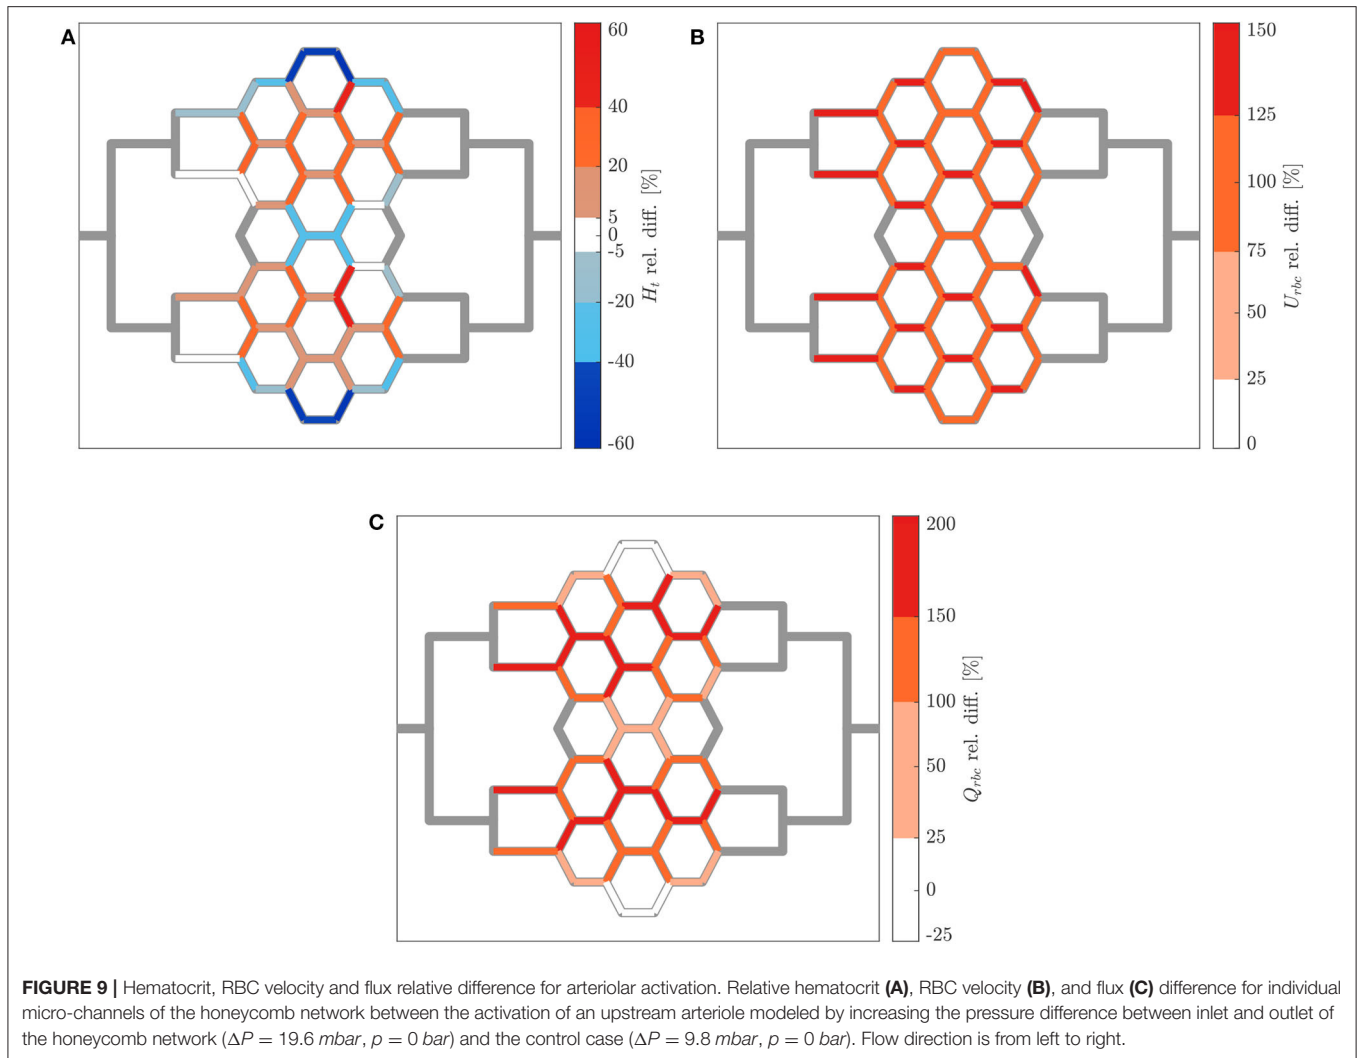 A
60
40
20
5
0
-5
-20
-40
-60
H_t rel. diff. [%]
B
150
125
100
75
50
25
0
U_rbc rel. diff. [%]
C
200
150
100
50
25
0
-25
Q_rbc rel. diff. [%]
FIGURE 9 | Hematocrit, RBC velocity and flux relative difference for arteriolar activation. Relative hematocrit (A), RBC velocity (B), and flux (C) difference for individual
micro-channels of the honeycomb network between the activation of an upstream arteriole modeled by increasing the pressure difference between inlet and outlet of
the honeycomb network (ΔP = 19.6 mbar, p = 0 bar) and the control case (ΔP = 9.8 mbar, p = 0 bar). Flow direction is from left to right.